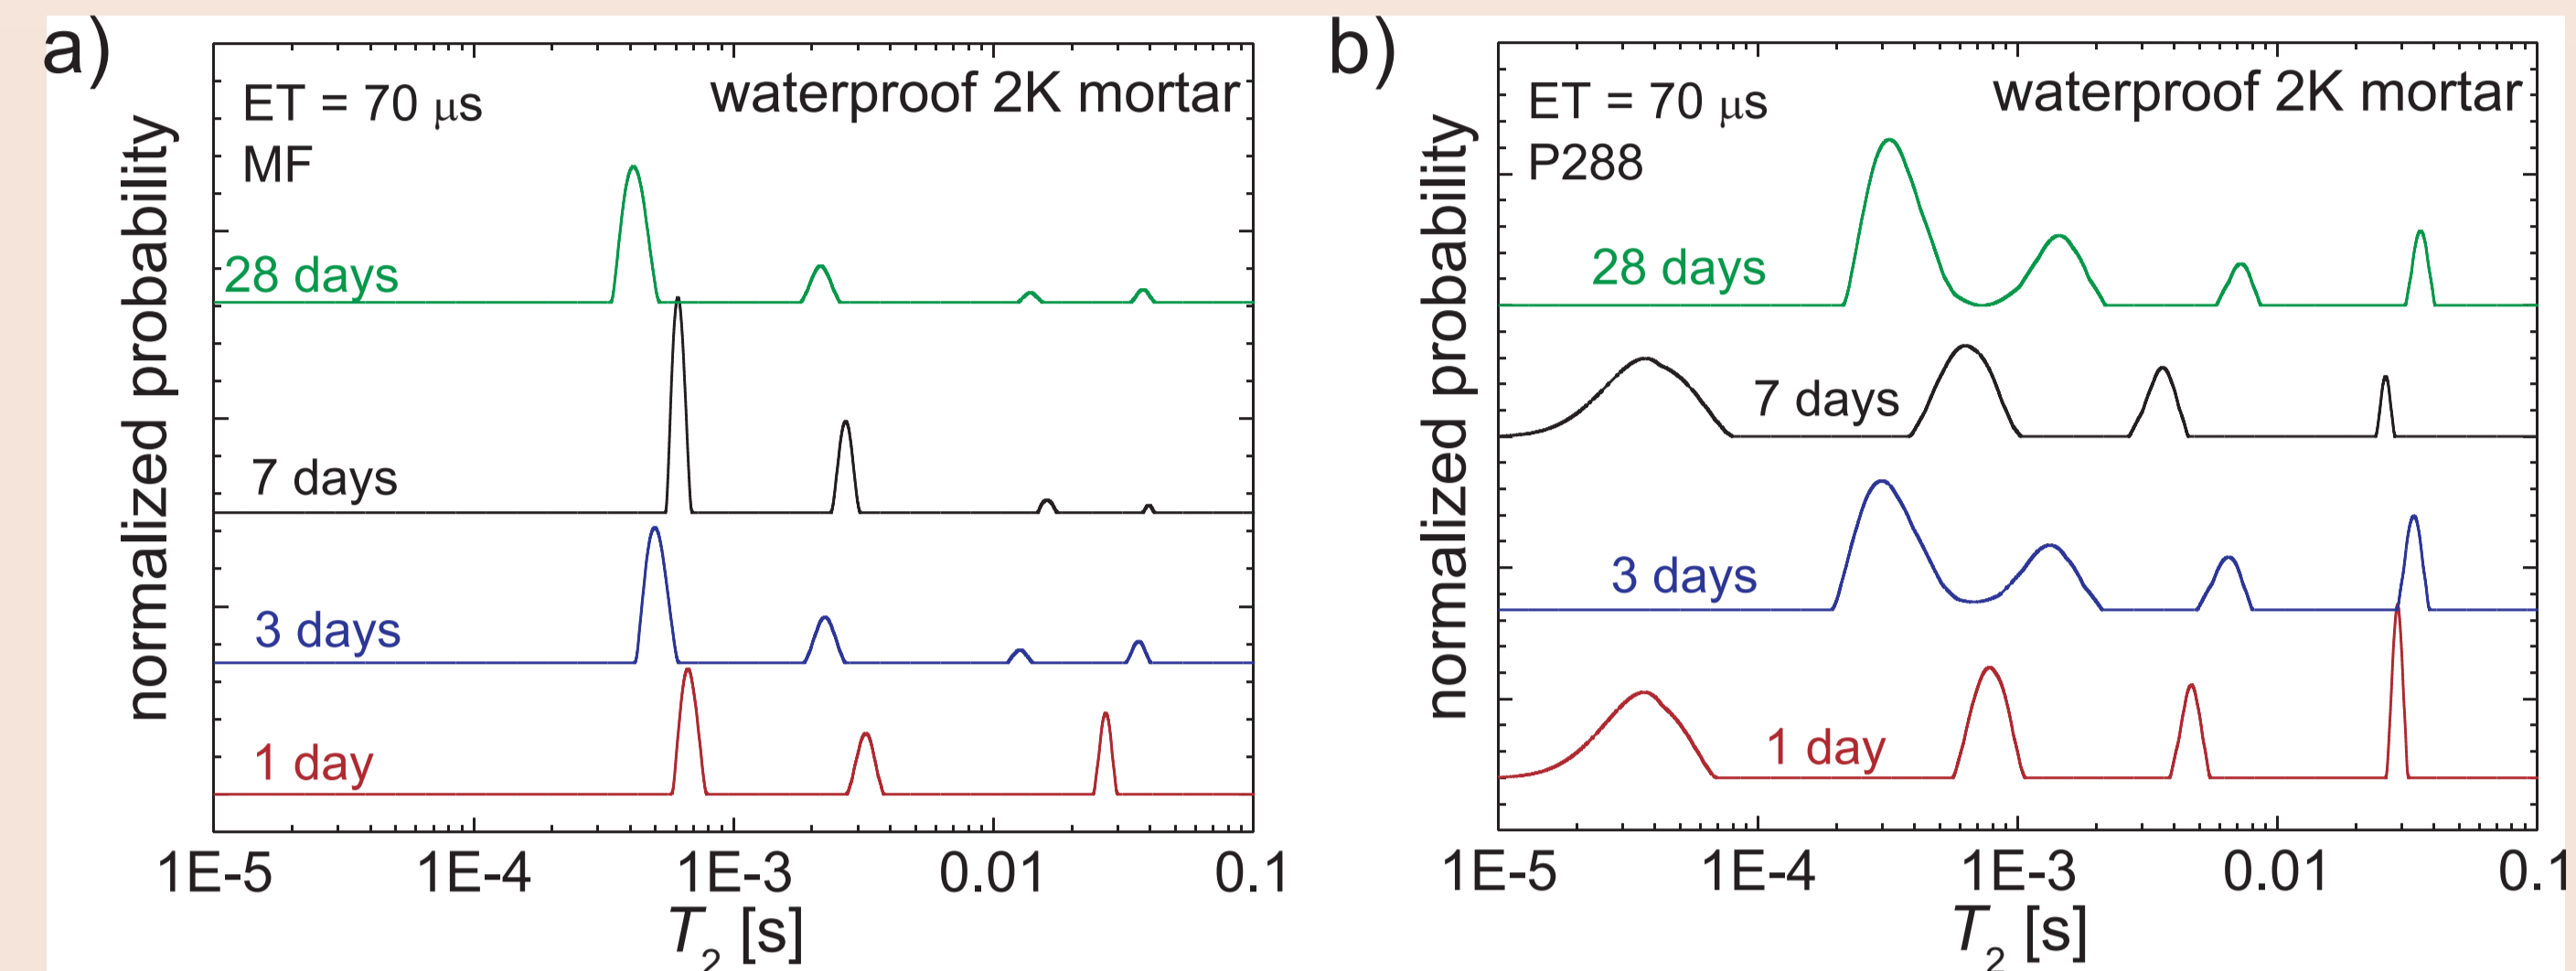 a)
ET = 70 μs
waterproof 2K mortar
MF
28 days
7 days
3 days
1 day
normalized probability
1E-5 1E-4 1E-3 0.01 0.1
T2 [s]
b)
ET = 70 μs
waterproof 2K mortar
P288
28 days
7 days
3 days
1 day
normalized probability
1E-5 1E-4 1E-3 0.01 0.1
T2 [s]